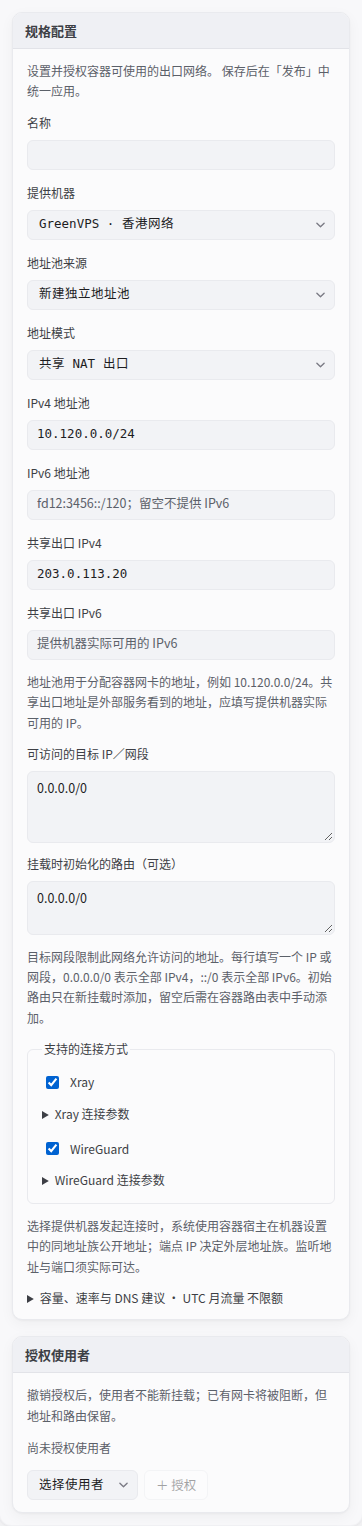 规格配置
设置并授权容器可使用的出口网络。 保存后在「发布」中
统一应用。
名称
提供机器
GreenVPS · 香港网络
地址池来源
新建独立地址池
地址模式
共享 NAT 出口
IPv4 地址池
10.120.0.0/24
IPv6 地址池
fd12:3456::/120；留空不提供 IPv6
共享出口 IPv4
203.0.113.20
共享出口 IPv6
提供机器实际可用的 IPv6
地址池用于分配容器网卡的地址，例如 10.120.0.0/24。共
享出口地址是外部服务看到的地址，应填写提供机器实际
可用的 IP。
可访问的目标 IP／网段
0.0.0.0/0
挂载时初始化的路由（可选）
0.0.0.0/0
目标网段限制此网络允许访问的地址。每行填写一个 IP 或
网段，0.0.0.0/0 表示全部 IPv4，::/0 表示全部 IPv6。初始
路由只在新挂载时添加，留空后需在容器路由表中手动添
加。
支持的连接方式
Xray
Xray 连接参数
WireGuard
WireGuard 连接参数
选择提供机器发起连接时，系统使用容器宿主在机器设置
中的同地址族公开地址；端点 IP 决定外层地址族。监听地
址与端口须实际可达。
容量、速率与 DNS 建议 · UTC 月流量 不限额
授权使用者
撤销授权后，使用者不能新挂载；已有网卡将被阻断，但
地址和路由保留。
尚未授权使用者
选择使用者
＋ 授权